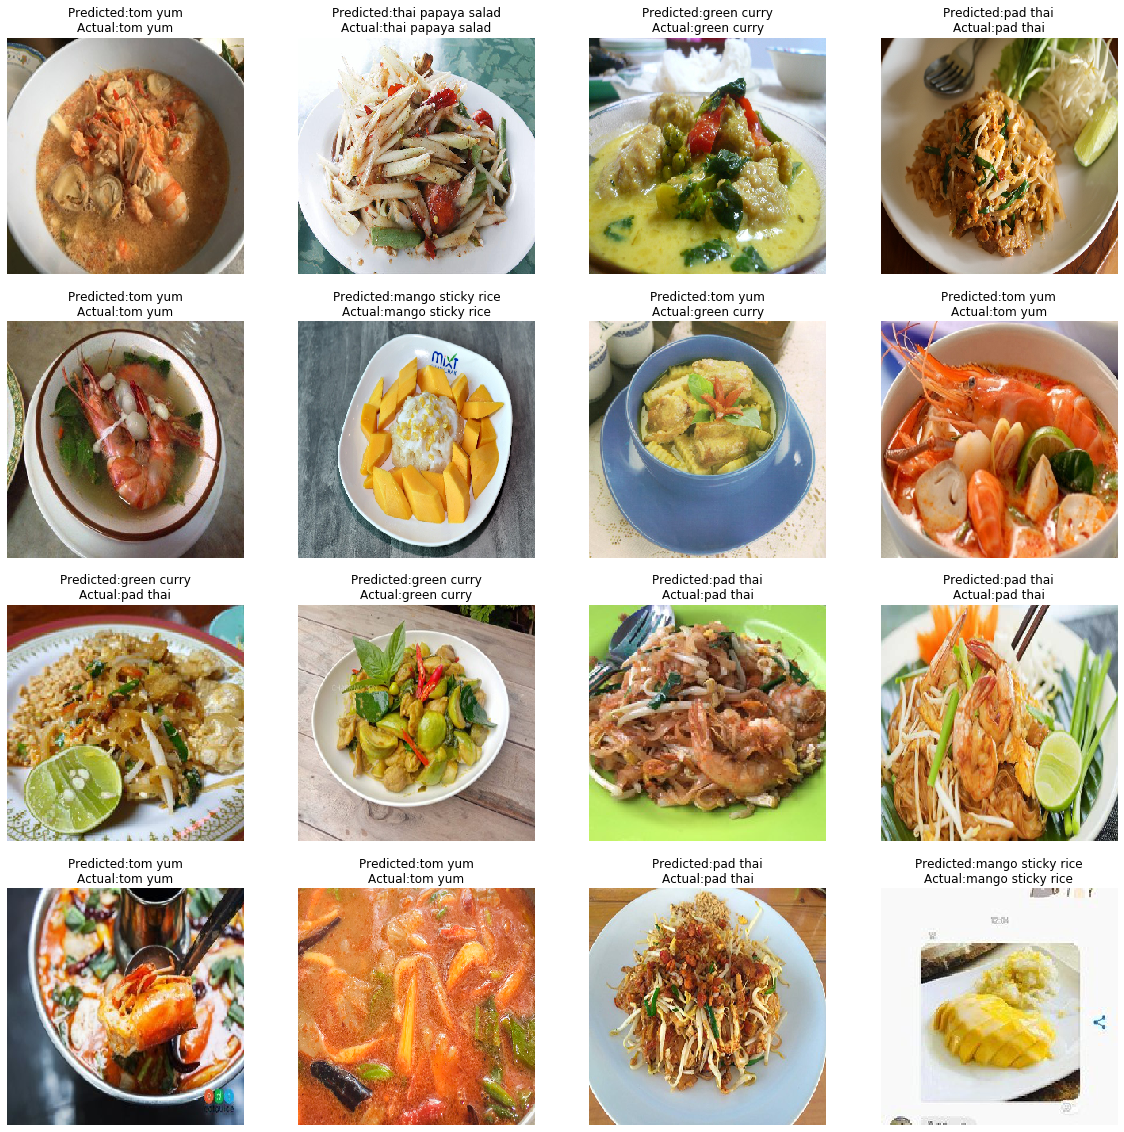 Predicted:tom yum
Actual:tom yum
Predicted:thai papaya salad
Actual:thai papaya salad
Predicted:green curry
Actual:green curry
Predicted:pad thai
Actual:pad thai
Predicted:tom yum
Actual:tom yum
Predicted:mango sticky rice
Actual:mango sticky rice
Predicted:tom yum
Actual:green curry
Predicted:tom yum
Actual:tom yum
mixt
Predicted:green curry
Actual:pad thai
Predicted:green curry
Actual:green curry
Predicted:pad thai
Actual:pad thai
Predicted:pad thai
Actual:pad thai
Predicted:tom yum
Actual:tom yum
Predicted:tom yum
Actual:tom yum
Predicted:pad thai
Actual:pad thai
Predicted:mango sticky rice
Actual:mango sticky rice
12:04